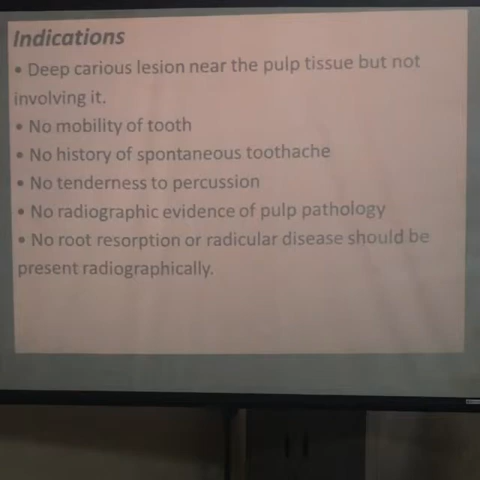 Indications
• Deep carious lesion near the pulp tissue but not
involving it.
• No mobility of tooth
• No history of spontaneous toothache
• No tenderness to percussion
• No radiographic evidence of pulp pathology
• No root resorption or radicular disease should be
present radiographically.